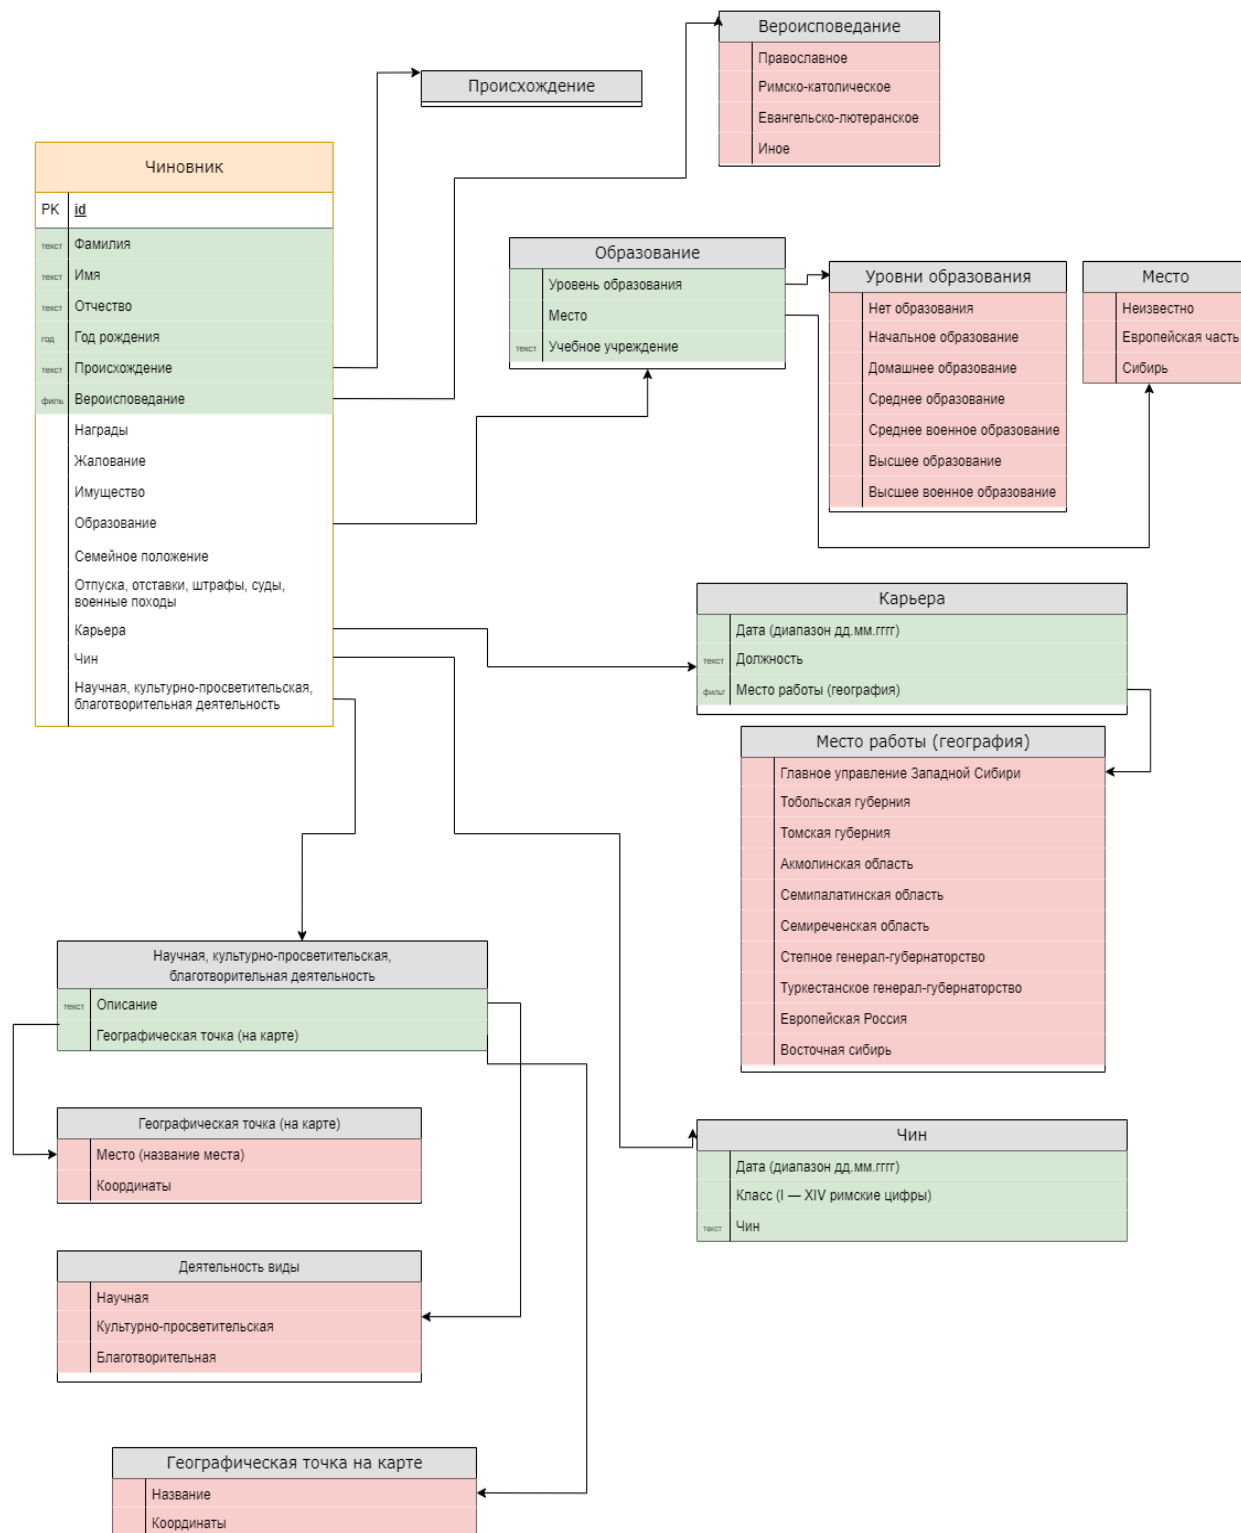 Вероисповедание
Православное
Римско-католическое
Евангельско-лютеранское
Иное
Происхождение
Чиновник
PK id
текст Фамилия
текст Имя
текст Отчество
год Год рождения
текст Происхождение
филь Вероисповедание
Награды
Жалование
Имущество
Образование
Семейное положение
Отпуска, отставки, штрафы, суды,
военные походы
Карьера
Чин
Научная, культурно-просветительская,
благотворительная деятельность
Образование
Уровень образования
Место
текст Учебное учреждение
Уровни образования
Нет образования
Начальное образование
Домашнее образование
Среднее образование
Среднее военное образование
Высшее образование
Высшее военное образование
Место
Неизвестно
Европейская часть
Сибирь
Карьера
Дата (диапазон дд.мм.гггг)
текст Должность
фильт Место работы (география)
Место работы (география)
Главное управление Западной Сибири
Тобольская губерния
Томская губерния
Акмолинская область
Семипалатинская область
Семиреченская область
Степное генерал-губернаторство
Туркестанское генерал-губернаторство
Европейская Россия
Восточная сибирь
Научная, культурно-просветительская,
благотворительная деятельность
текст Описание
Географическая точка (на карте)
Географическая точка (на карте)
Место (название места)
Координаты
Чин
Дата (диапазон дд.мм.гггг)
Класс (I — XIV римские цифры)
текст Чин
Деятельность виды
Научная
Культурно-просветительская
Благотворительная
Географическая точка на карте
Название
Координаты